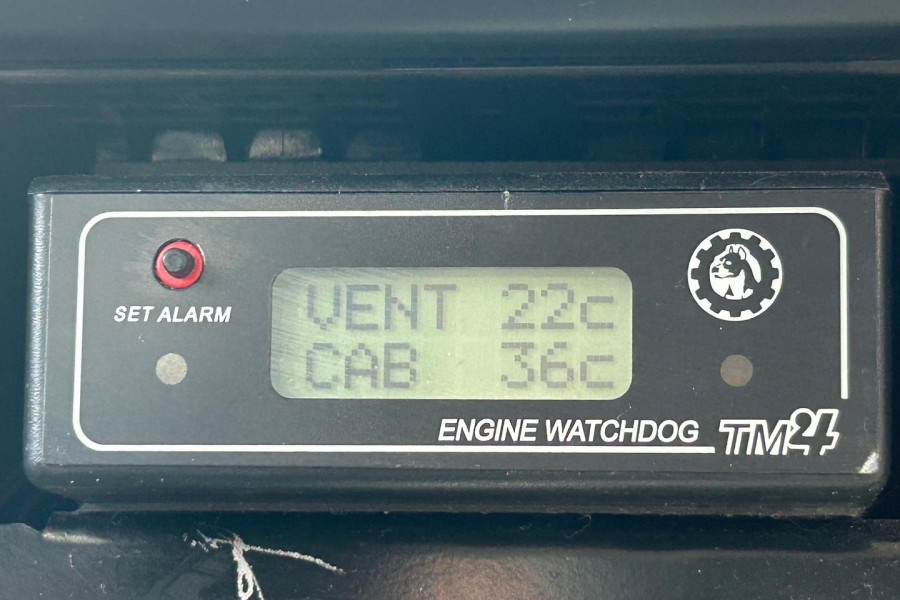 SET ALARM
VENT 22c
CAB 36c
ENGINE WATCHDOG TM24